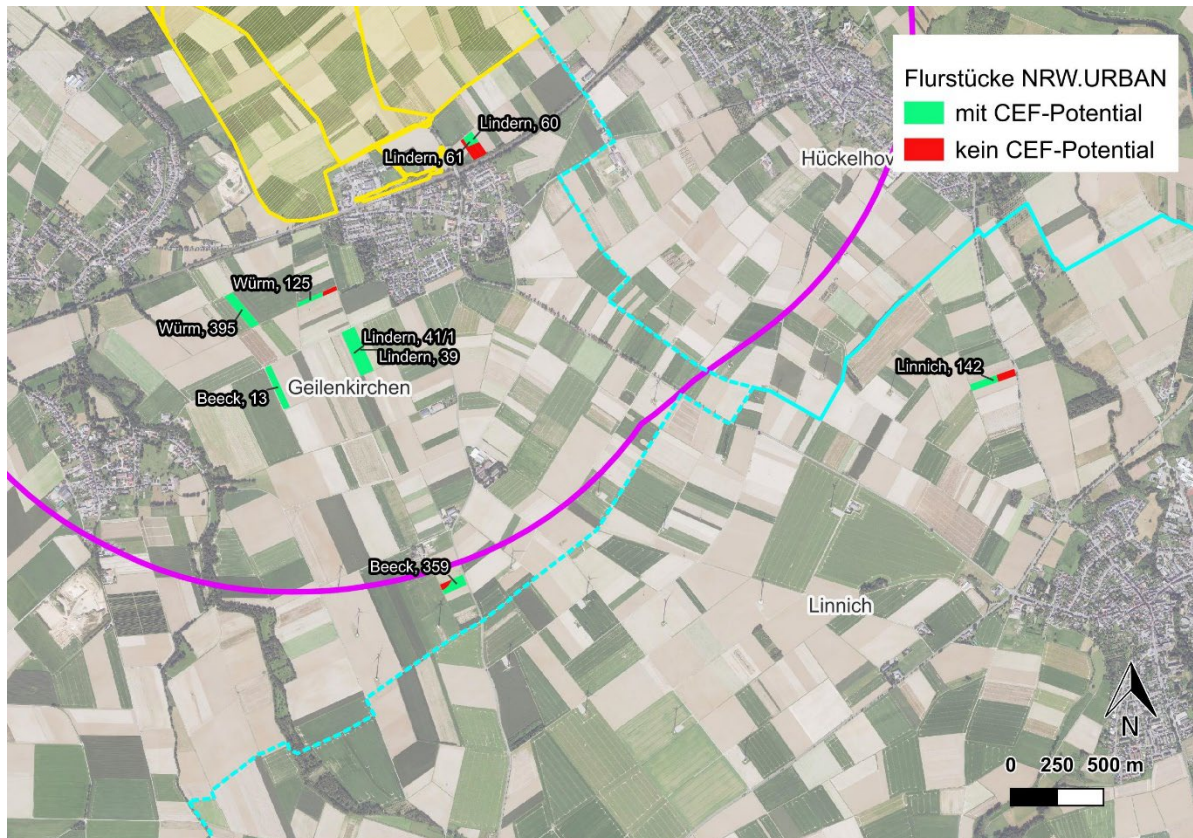 Flurstücke NRW.URBAN
mit CEF-Potential
kein CEF-Potential
Lindern, 60
Lindern, 61
Hückelhov
Würm, 125
Würm, 395
Lindern, 41/1
Lindern, 39
Beeck, 13
Geilenkirchen
Linnich, 142
Beeck, 359
Linnich
N
0 250 500 m